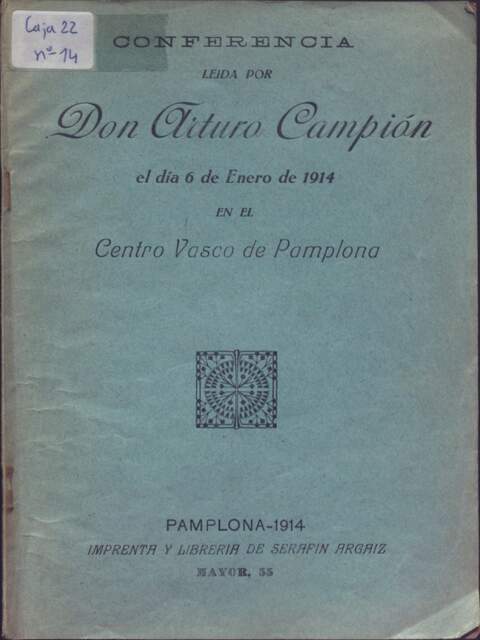 Caja 22
nº 14
CONFERENCIA
LEIDA POR
Don Arturo Campión
el día 6 de Enero de 1914
EN EL
Centro Vasco de Pamplona
PAMPLONA-1914
IMPRENTA Y LIBRERIA DE SERAFIN ARGAIZ
MAYOR, 55